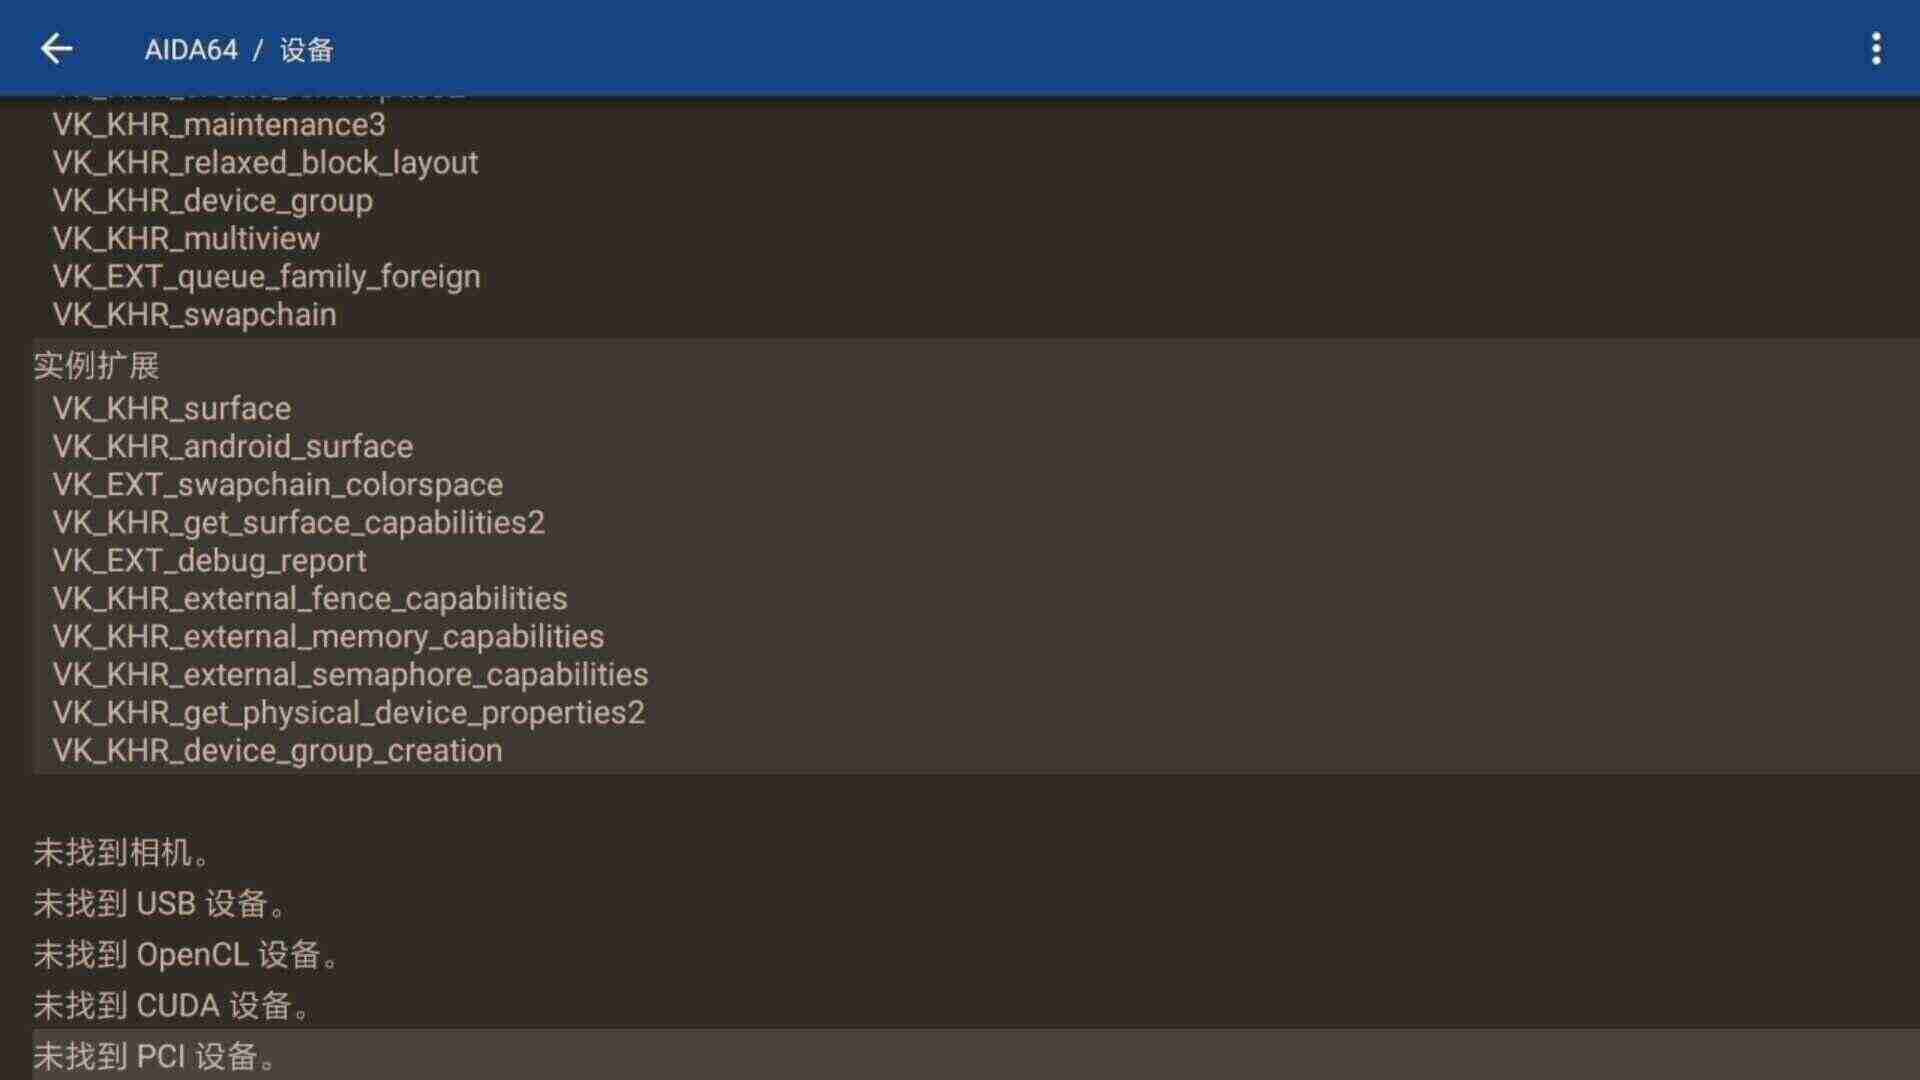 AIDA64 / 设备
VK_KHR_maintenance3
VK_KHR_relaxed_block_layout
VK_KHR_device_group
VK_KHR_multiview
VK_EXT_queue_family_foreign
VK_KHR_swapchain
实例扩展
VK_KHR_surface
VK_KHR_android_surface
VK_EXT_swapchain_colorspace
VK_KHR_get_surface_capabilities2
VK_EXT_debug_report
VK_KHR_external_fence_capabilities
VK_KHR_external_memory_capabilities
VK_KHR_external_semaphore_capabilities
VK_KHR_get_physical_device_properties2
VK_KHR_device_group_creation
未找到相机。
未找到 USB 设备。
未找到 OpenCL 设备。
未找到 CUDA 设备。
未找到 PCI 设备。